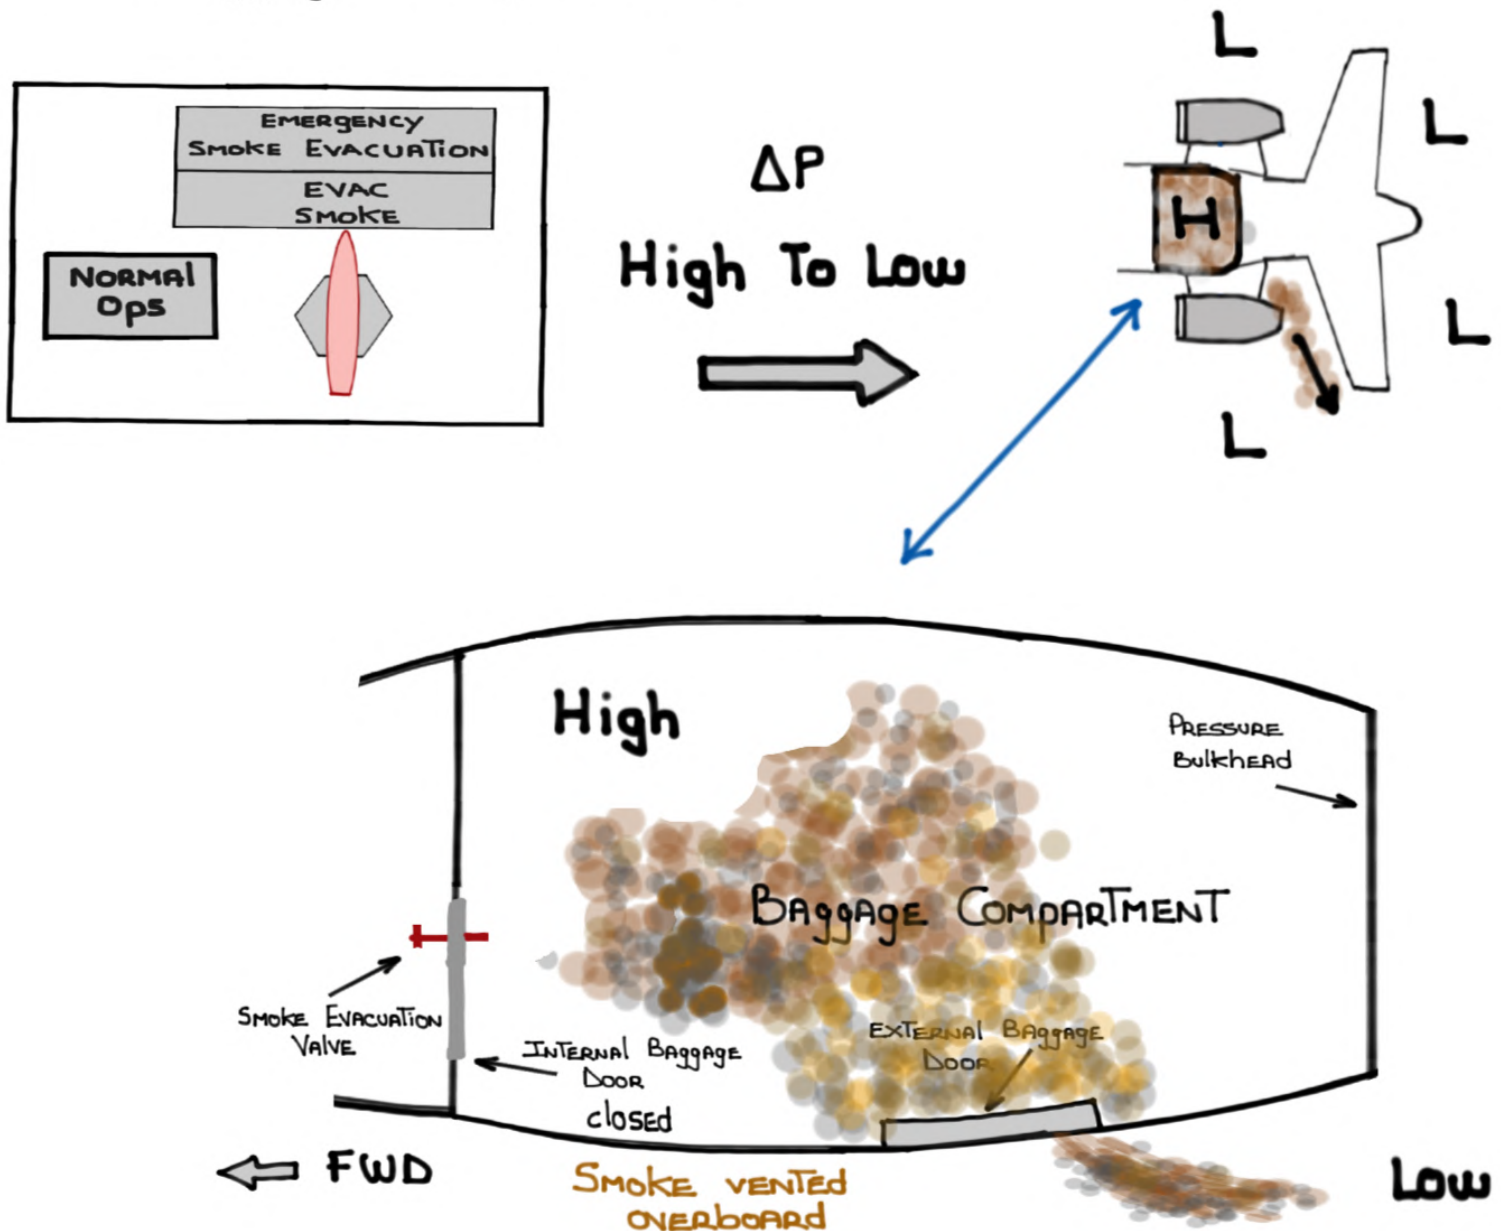 EMERgENCY
SMOKE EVACUATION
EVAC
SMOKE
NORMAl
Ops
ΔP
High To Low
L
L
H
L
L
High
PRESSURE
BulkhEAD
BAggAgE COMPARTMENT
SMOKE EVACUATION
VAlVE
EXTERNAl BAggAgE
DOOR
INTERNAl BAggAgE
DOOR
closed
FWD
SMOKE VENTED
OVERBOARD
Low